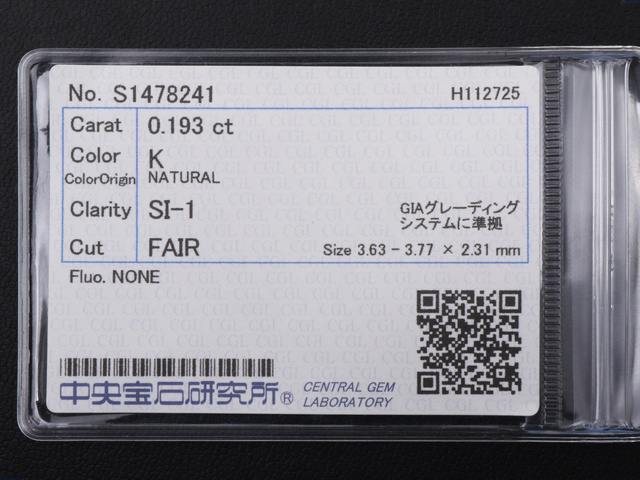 No. S1478241
H112725
Carat 0.193 ct
Color K
ColorOrigin NATURAL
Clarity SI-1
GIAグレーディング
システムに準拠
Cut FAIR
Size 3.63 - 3.77 × 2.31 mm
Fluo. NONE
中央宝石研究所®
CENTRAL GEM
LABORATORY